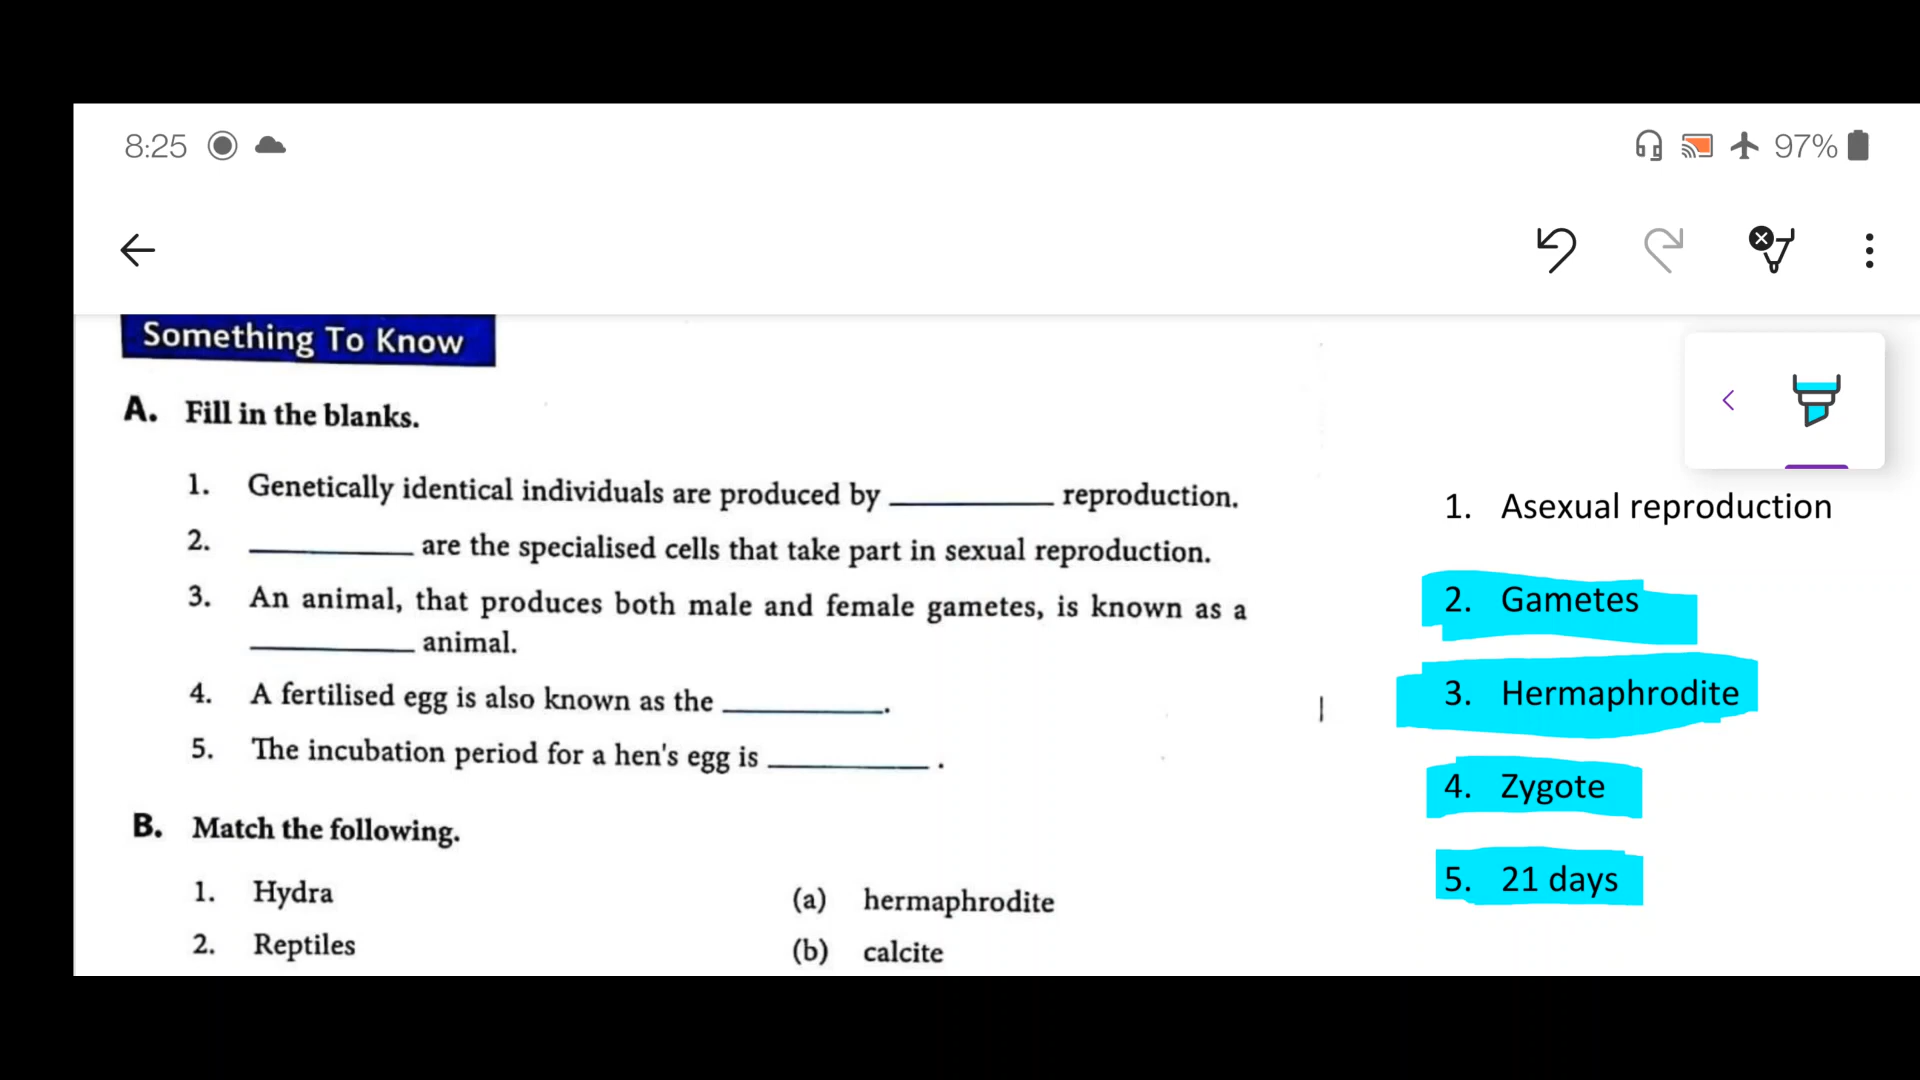 8:25 97%
Something To Know
A. Fill in the blanks.
1. Genetically identical individuals are produced by __________ reproduction.
2. __________ are the specialised cells that take part in sexual reproduction.
3. An animal, that produces both male and female gametes, is known as a
__________ animal.
4. A fertilised egg is also known as the __________.
5. The incubation period for a hen's egg is __________ .
B. Match the following.
1. Hydra (a) hermaphrodite
2. Reptiles (b) calcite
1. Asexual reproduction
2. Gametes
3. Hermaphrodite
4. Zygote
5. 21 days